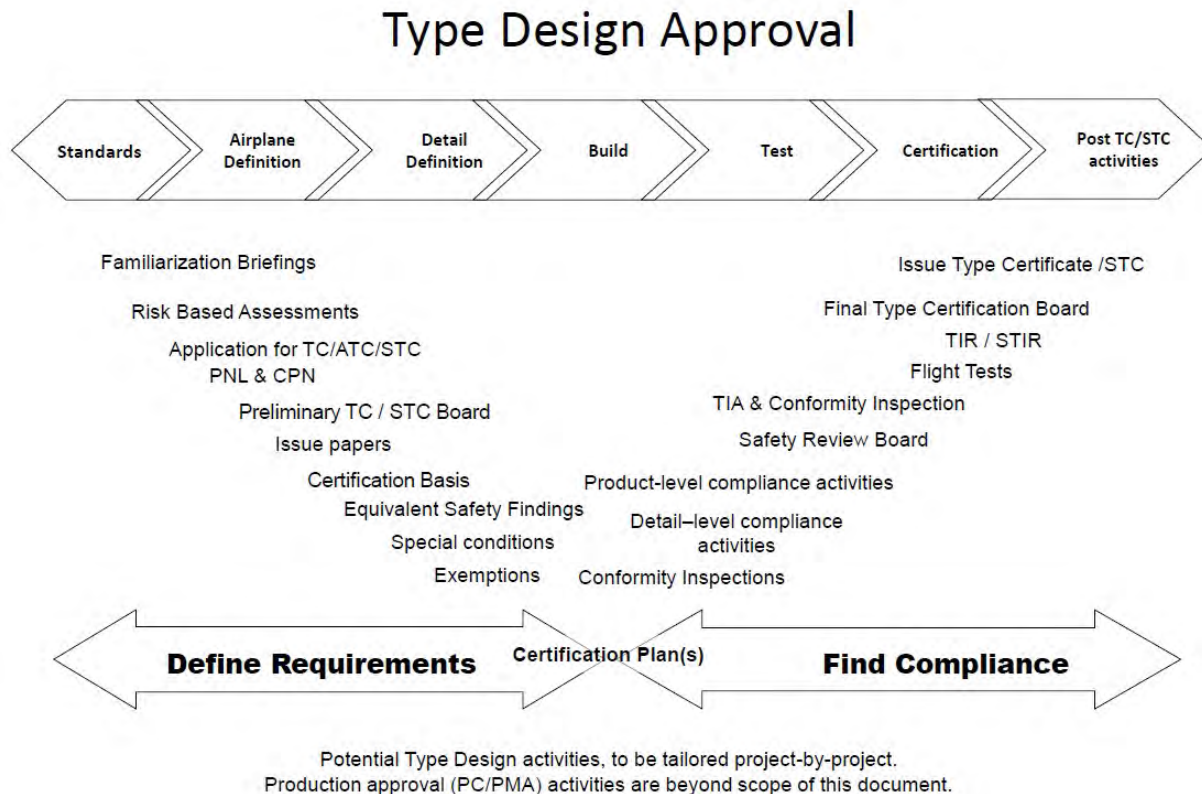 Type Design Approval
Standards
Airplane
Definition
Detail
Definition
Build
Test
Certification
Post TC/STC
activities
Familiarization Briefings
Risk Based Assessments
Application for TC/ATC/STC
PNL & CPN
Preliminary TC / STC Board
Issue papers
Certification Basis
Equivalent Safety Findings
Special conditions
Exemptions
Issue Type Certificate /STC
Final Type Certification Board
TIR / STIR
Flight Tests
TIA & Conformity Inspection
Safety Review Board
Product-level compliance activities
Detail–level compliance
activities
Conformity Inspections
Define Requirements
Certification Plan(s)
Find Compliance
Potential Type Design activities, to be tailored project-by-project.
Production approval (PC/PMA) activities are beyond scope of this document.